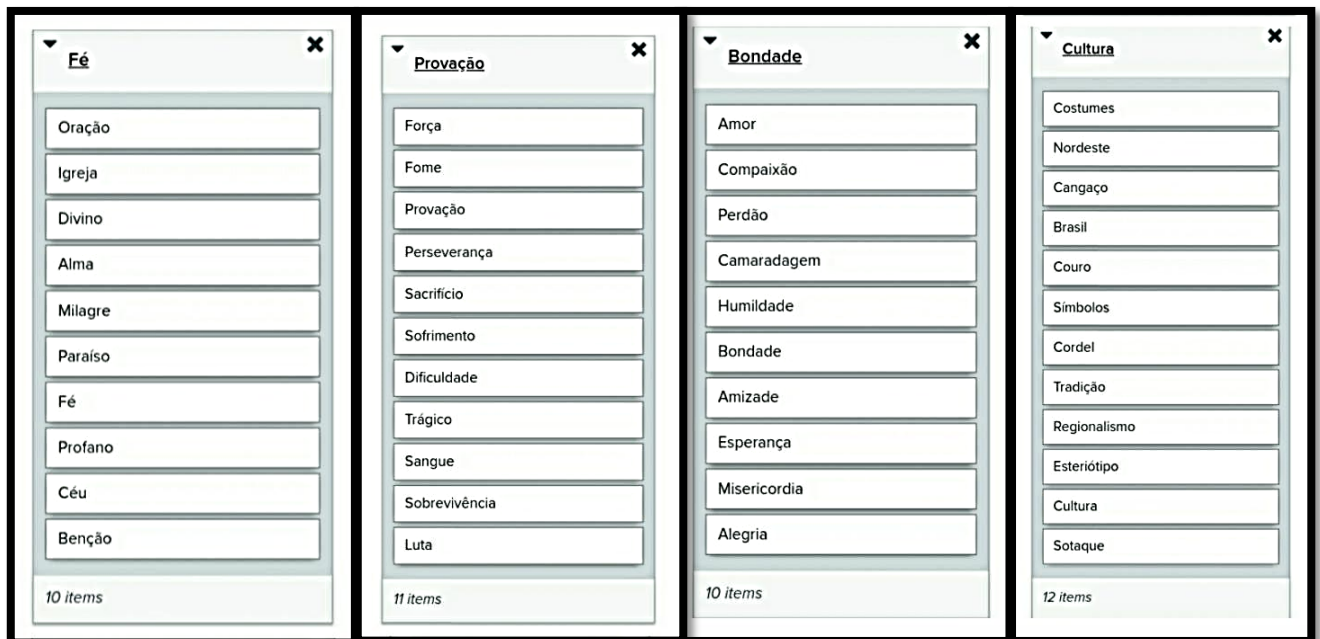 Fé
Oração
Igreja
Divino
Alma
Milagre
Paraíso
Fé
Profano
Céu
Benção
10 items
Provação
Força
Fome
Provação
Perseverança
Sacrifício
Sofrimento
Dificuldade
Trágico
Sangue
Sobrevivência
Luta
11 items
Bondade
Amor
Compaixão
Perdão
Camaradagem
Humildade
Bondade
Amizade
Esperança
Misericordia
Alegria
10 items
Cultura
Costumes
Nordeste
Cangaço
Brasil
Couro
Símbolos
Cordel
Tradição
Regionalismo
Esteriótipo
Cultura
Sotaque
12 items